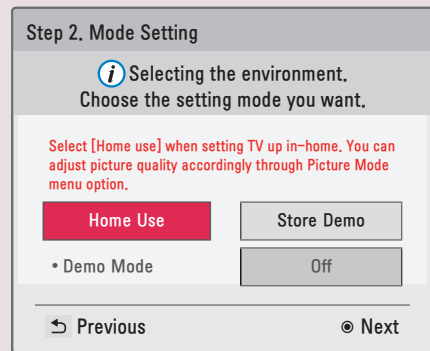 Step 2. Mode Setting
i Selecting the environment.
Choose the setting mode you want.
Select [Home use] when setting TV up in-home. You can
adjust picture quality accordingly through Picture Mode
menu option.
Home Use Store Demo
• Demo Mode Off
Previous Next